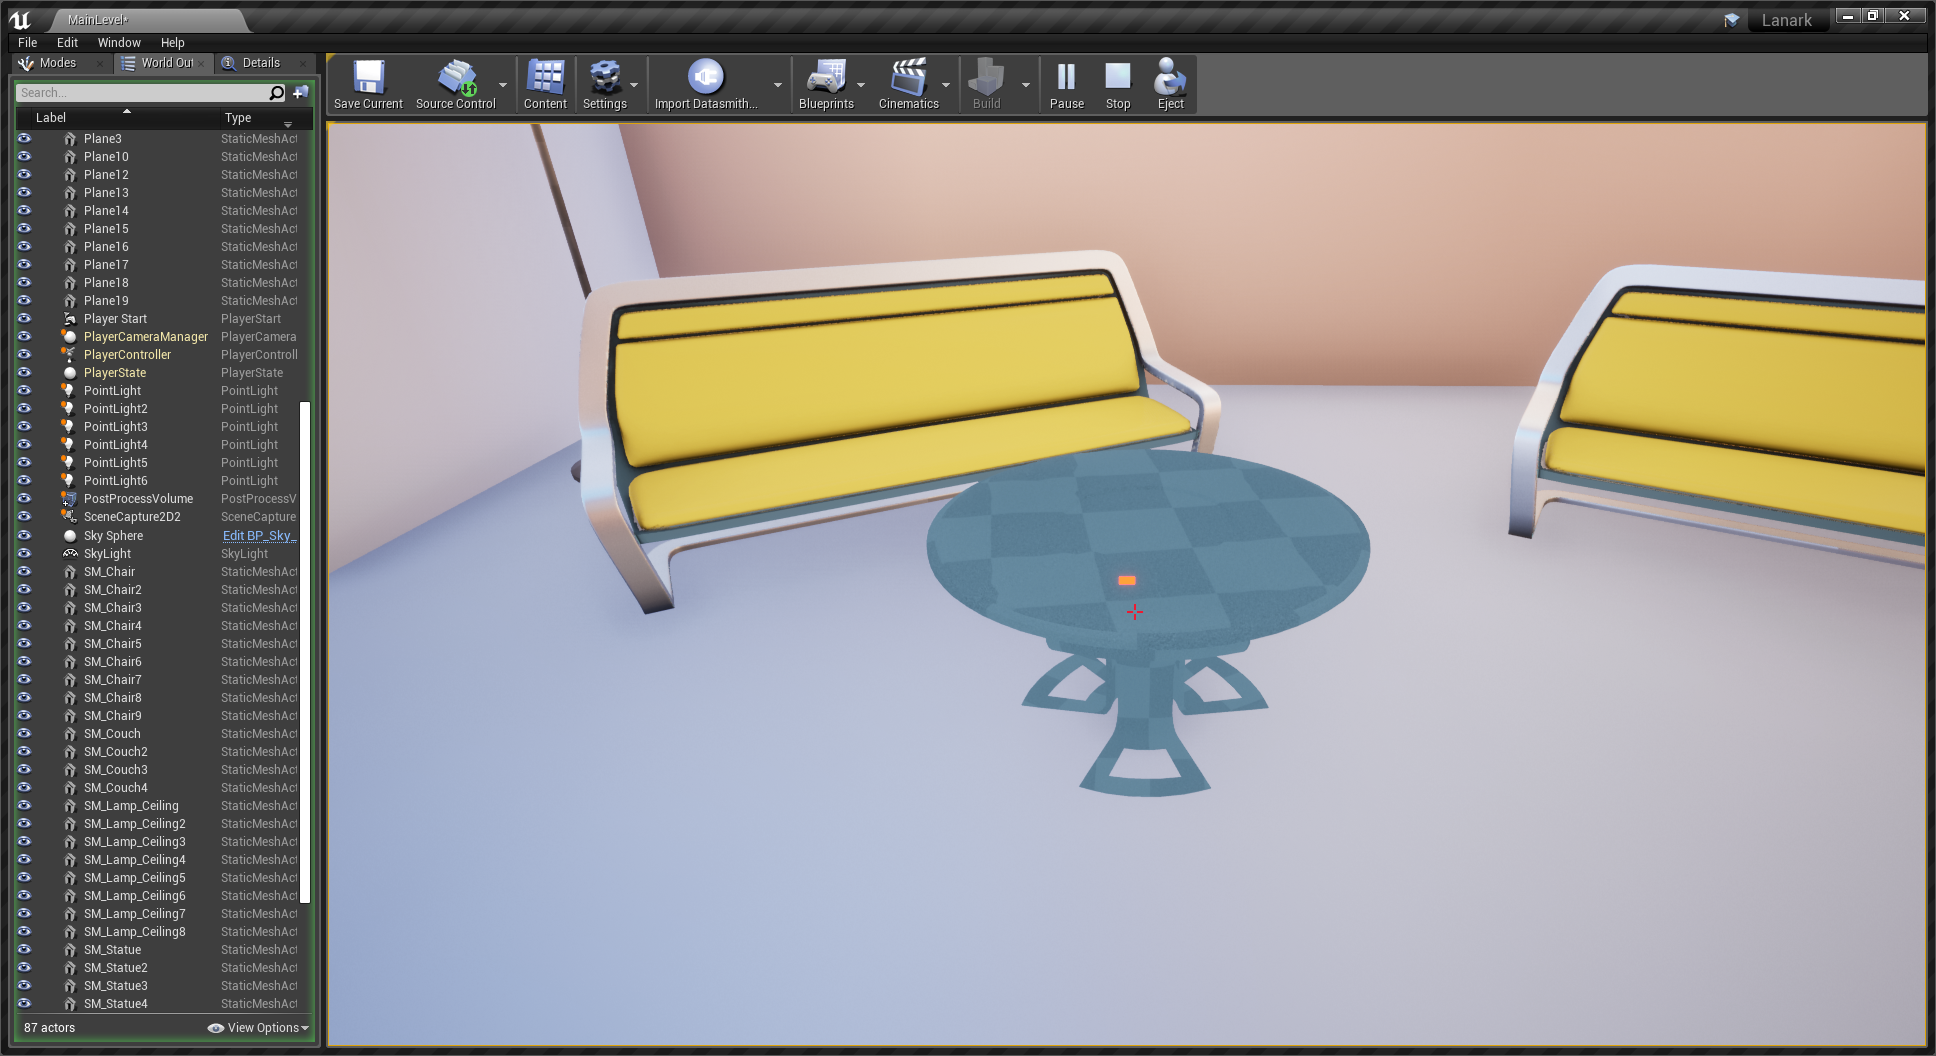 MainLevel*
Lanark
File Edit Window Help
Modes World Out Details
Save Current Source Control Content Settings Import Datasmith... Blueprints Cinematics Build Pause Stop Eject
Search...
Label Type
Plane3 StaticMeshAct
Plane10 StaticMeshAct
Plane12 StaticMeshAct
Plane13 StaticMeshAct
Plane14 StaticMeshAct
Plane15 StaticMeshAct
Plane16 StaticMeshAct
Plane17 StaticMeshAct
Plane18 StaticMeshAct
Plane19 StaticMeshAct
Player Start PlayerStart
PlayerCameraManager PlayerCamera
PlayerController PlayerControll
PlayerState PlayerState
PointLight PointLight
PointLight2 PointLight
PointLight3 PointLight
PointLight4 PointLight
PointLight5 PointLight
PointLight6 PointLight
PostProcessVolume PostProcessV
SceneCapture2D2 SceneCapture
Sky Sphere Edit BP_Sky_
SkyLight SkyLight
SM_Chair StaticMeshAct
SM_Chair2 StaticMeshAct
SM_Chair3 StaticMeshAct
SM_Chair4 StaticMeshAct
SM_Chair5 StaticMeshAct
SM_Chair6 StaticMeshAct
SM_Chair7 StaticMeshAct
SM_Chair8 StaticMeshAct
SM_Chair9 StaticMeshAct
SM_Couch StaticMeshAct
SM_Couch2 StaticMeshAct
SM_Couch3 StaticMeshAct
SM_Couch4 StaticMeshAct
SM_Lamp_Ceiling StaticMeshAct
SM_Lamp_Ceiling2 StaticMeshAct
SM_Lamp_Ceiling3 StaticMeshAct
SM_Lamp_Ceiling4 StaticMeshAct
SM_Lamp_Ceiling5 StaticMeshAct
SM_Lamp_Ceiling6 StaticMeshAct
SM_Lamp_Ceiling7 StaticMeshAct
SM_Lamp_Ceiling8 StaticMeshAct
SM_Statue StaticMeshAct
SM_Statue2 StaticMeshAct
SM_Statue3 StaticMeshAct
SM_Statue4 StaticMeshAct
87 actors View Options